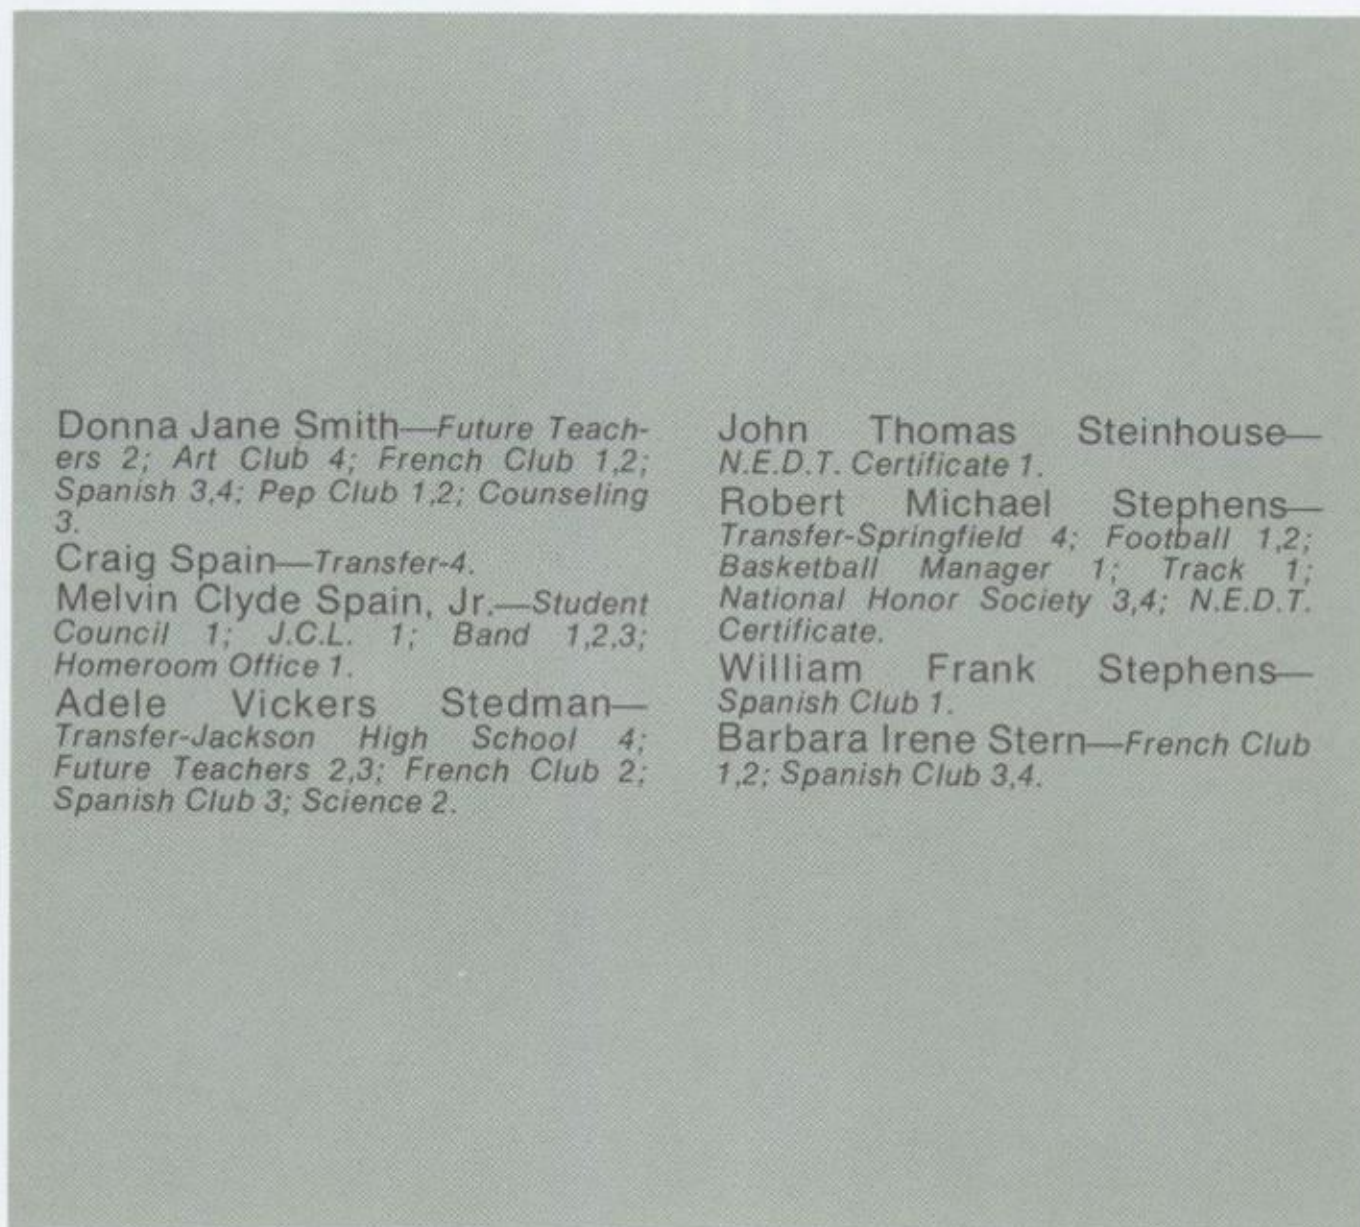 Donna Jane Smith—Future Teach-
ers 2; Art Club 4; French Club 1,2;
Spanish 3,4; Pep Club 1,2; Counseling
3.
Craig Spain—Transfer-4.
Melvin Clyde Spain, Jr.—Student
Council 1; J.C.L. 1; Band 1,2,3;
Homeroom Office 1.
Adele Vickers Stedman—
Transfer-Jackson High School 4;
Future Teachers 2,3; French Club 2;
Spanish Club 3; Science 2.
John Thomas Steinhouse—
N.E.D.T. Certificate 1.
Robert Michael Stephens—
Transfer-Springfield 4; Football 1,2;
Basketball Manager 1; Track 1;
National Honor Society 3,4; N.E.D.T.
Certificate.
William Frank Stephens—
Spanish Club 1.
Barbara Irene Stern—French Club
1,2; Spanish Club 3,4.